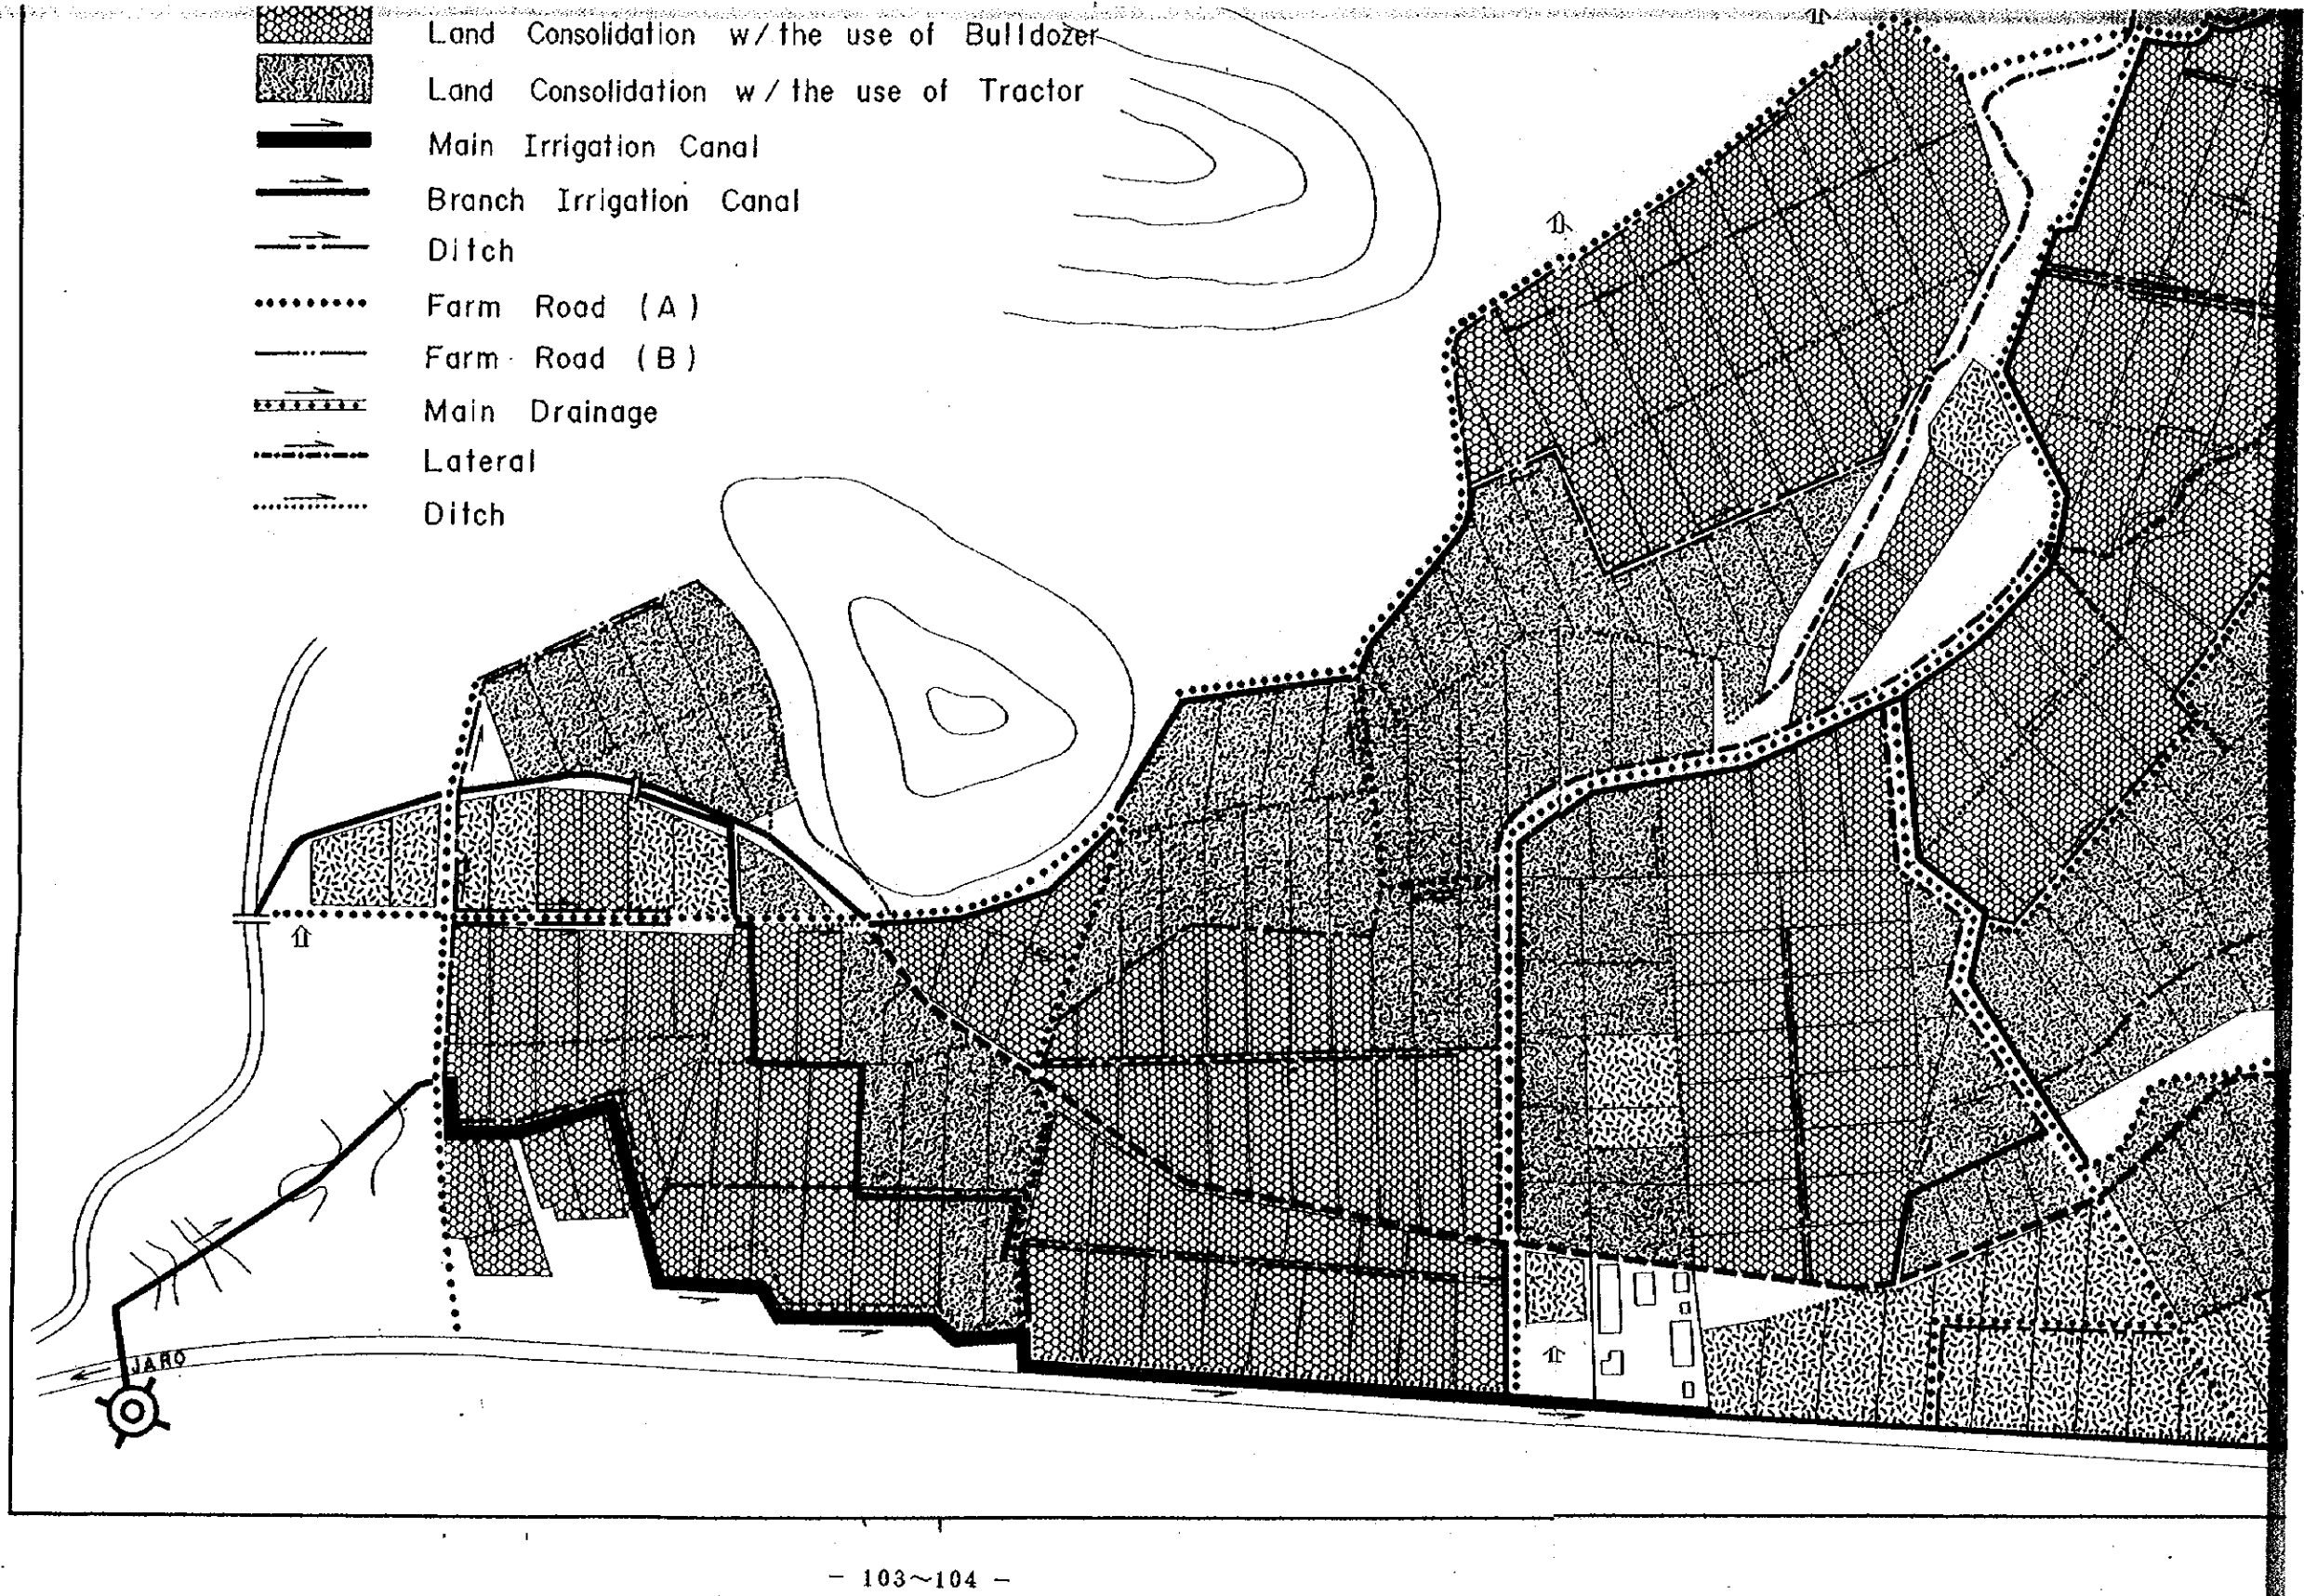 Land Consolidation w/the use of Bulldozer
Land Consolidation w/the use of Tractor
Main Irrigation Canal
Branch Irrigation Canal
Ditch
Farm Road (A)
Farm Road (B)
Main Drainage
Lateral
Ditch
JARO
- 103~104 -